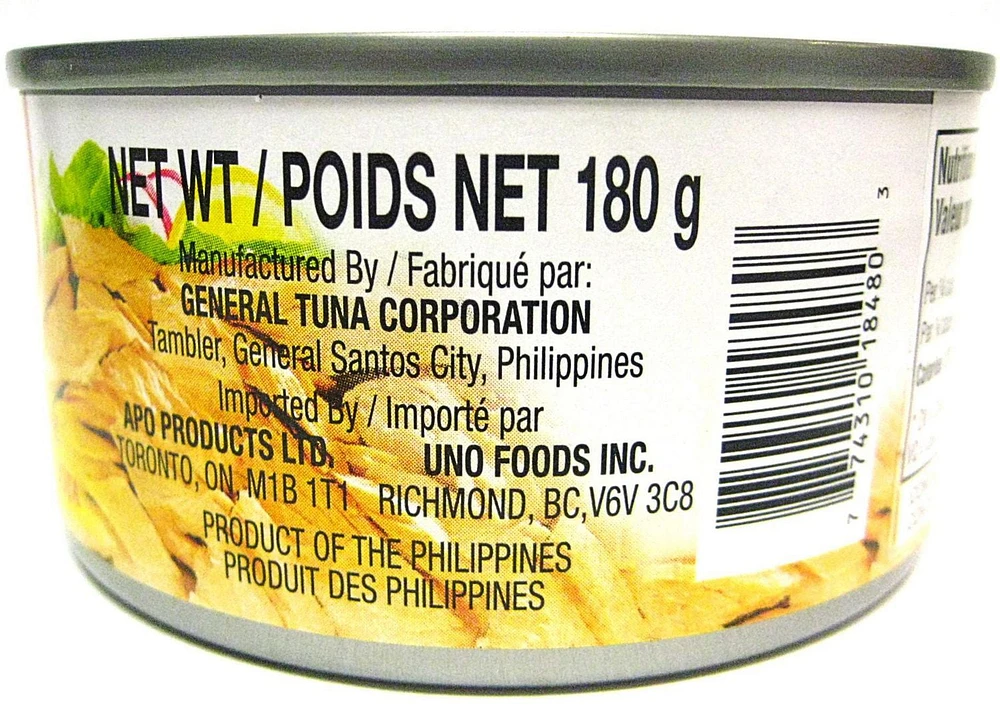 NET WT / POIDS NET 180 g
Manufactured By / Fabriqué par:
GENERAL TUNA CORPORATION
Tambler, General Santos City, Philippines
Imported By / Importé par
APO PRODUCTS LTD. UNO FOODS INC.
TORONTO, ON, M1B 1T1 RICHMOND, BC,V6V 3C8
PRODUCT OF THE PHILIPPINES
PRODUIT DES PHILIPPINES
7 74310 18480 3
Per
Per